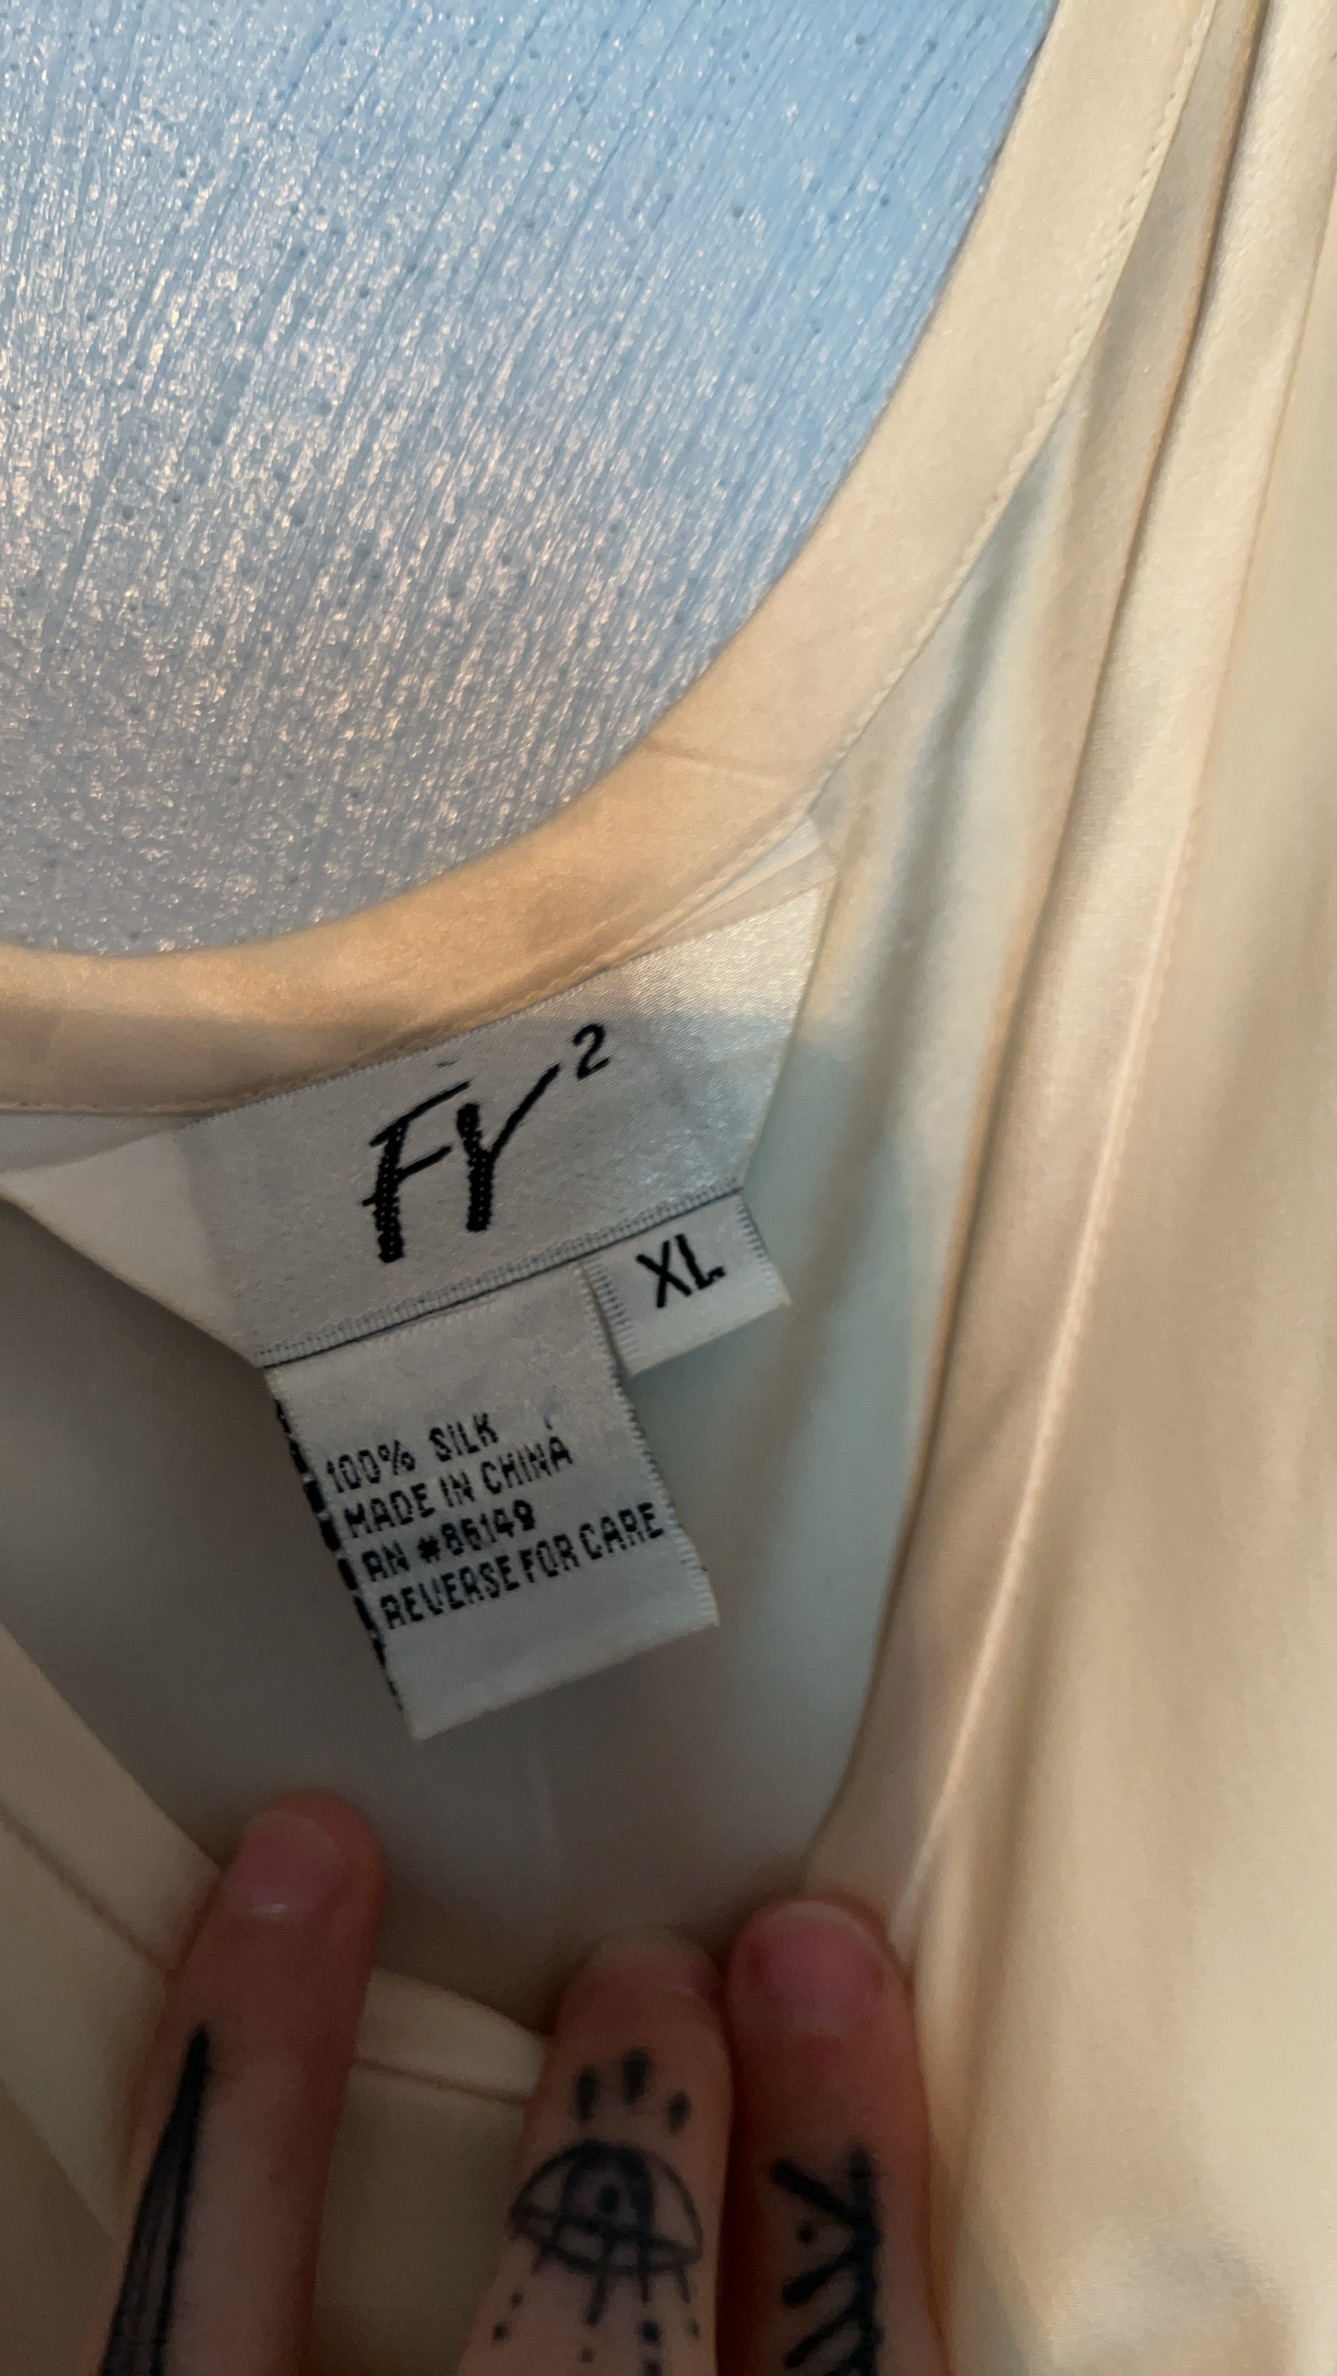 FY²
XL
100% SILK
MADE IN CHINA
RN #86149
REVERSE FOR CARE